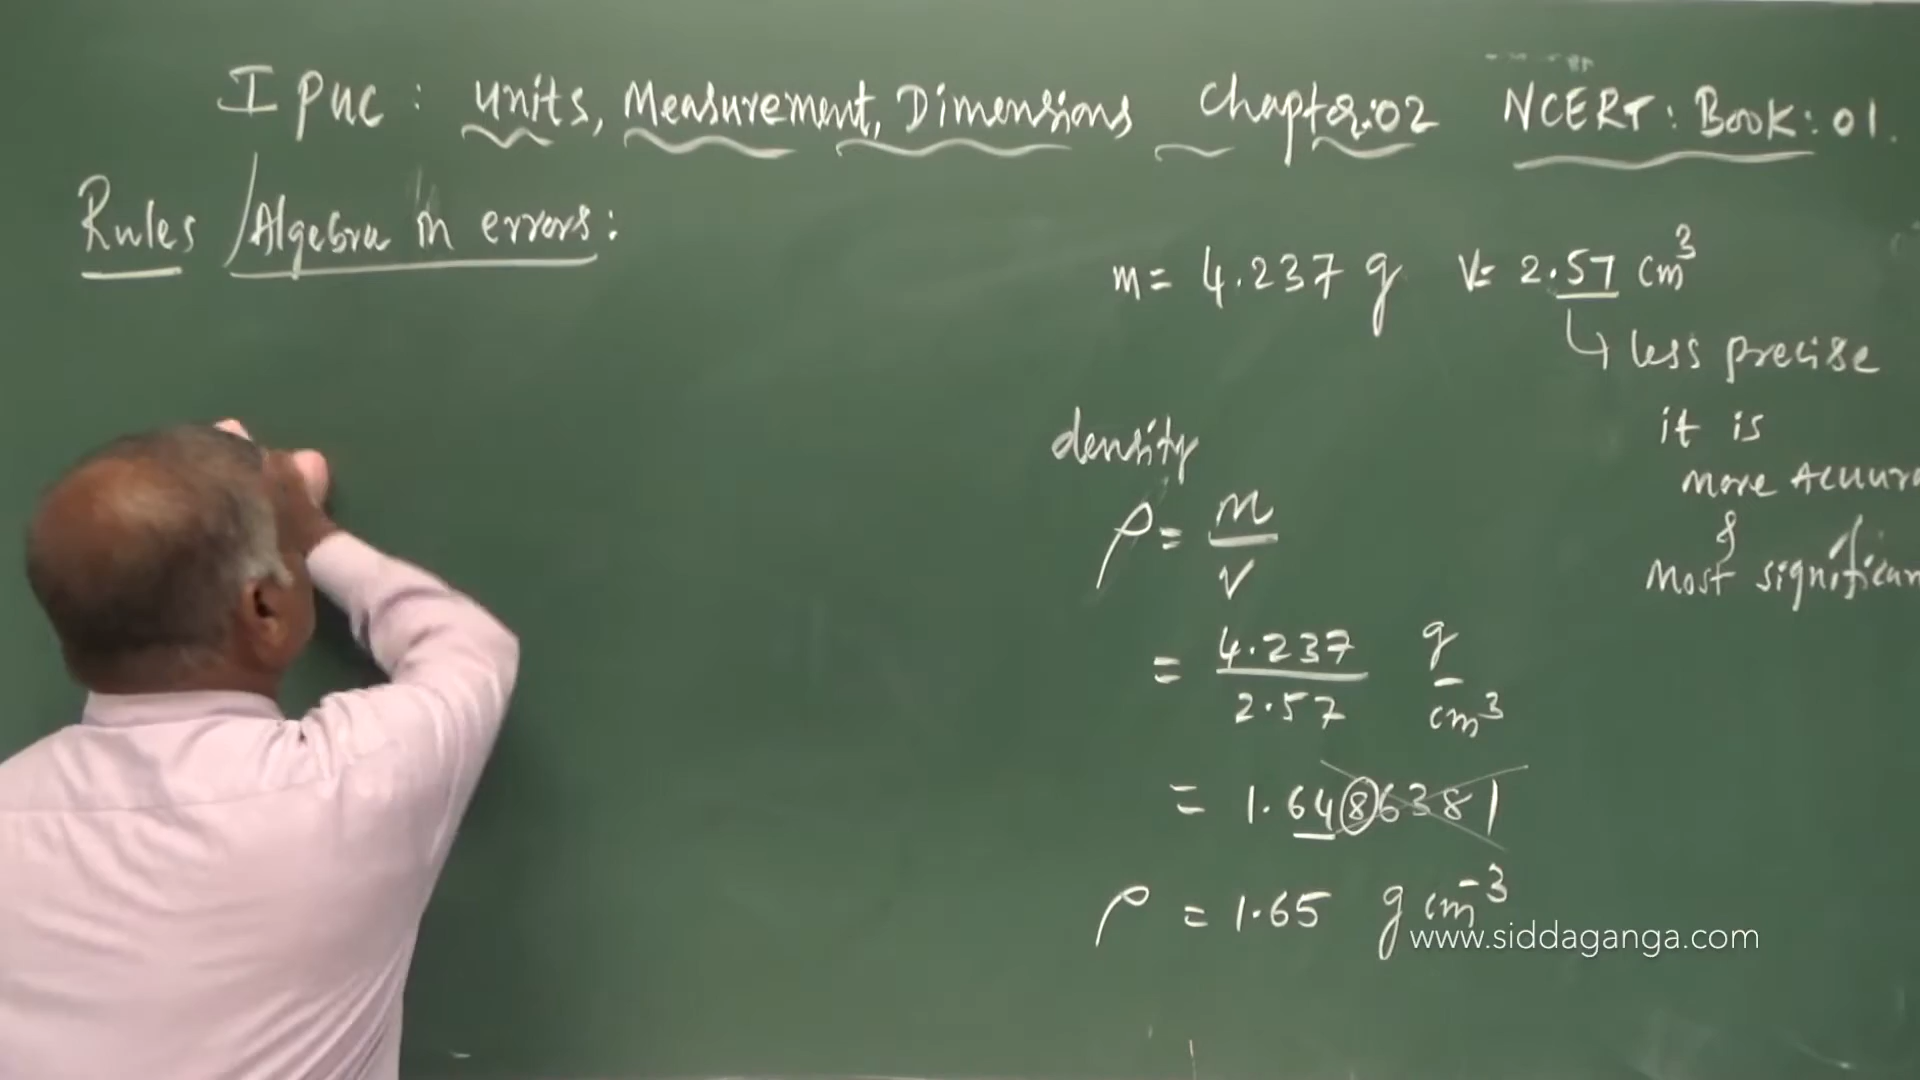 I PUC : Units, Measurement, Dimensions Chapter:02 NCERT: Book: 01.
Rules /Algebra in errors:
m = 4.237 g V= 2.57 cm³
↳ less precise
it is
more
&
Most
density
ρ = m/V
= 4.237/2.57 g/cm³
= 1.6486381
ρ = 1.65 g cm⁻³
www.siddaganga.com